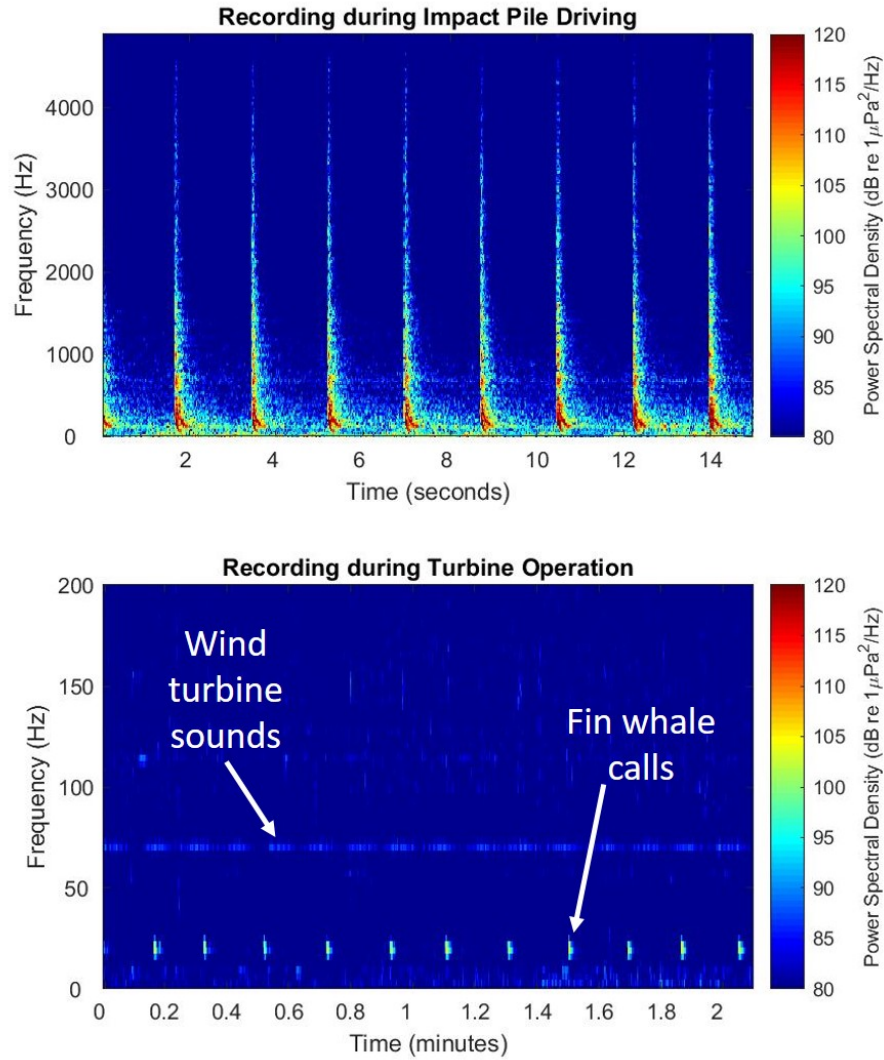 Recording during Impact Pile Driving
4000
3000
2000
1000
0
Frequency (Hz)
2 4 6 8 10 12 14
Time (seconds)
120
115
110
105
100
95
90
85
80
Power Spectral Density (dB re 1μPa²/Hz)
Recording during Turbine Operation
200
150
100
50
0
Frequency (Hz)
Wind
turbine
sounds
Fin whale
calls
0 0.2 0.4 0.6 0.8 1 1.2 1.4 1.6 1.8 2
Time (minutes)
120
115
110
105
100
95
90
85
80
Power Spectral Density (dB re 1μPa²/Hz)